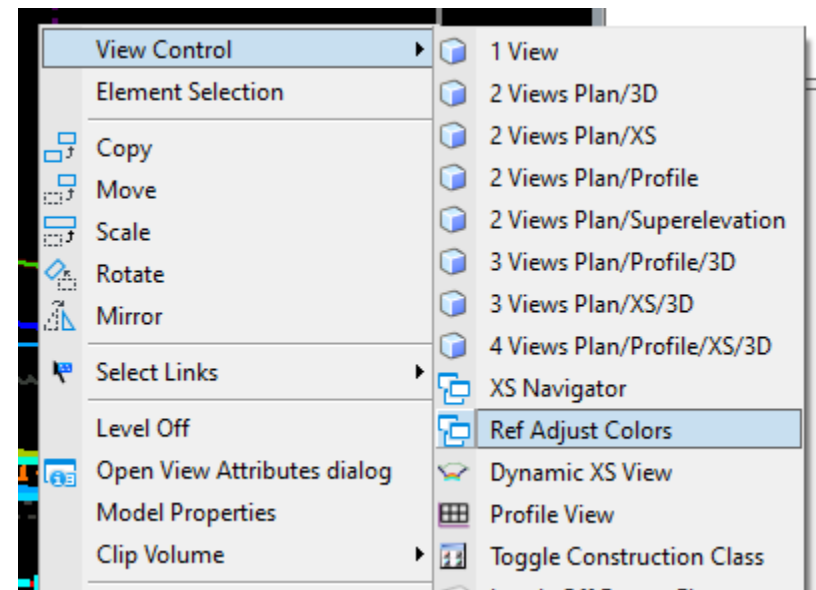 View Control
Element Selection
Copy
Move
Scale
Rotate
Mirror
Select Links
Level Off
Open View Attributes dialog
Model Properties
Clip Volume
1 View
2 Views Plan/3D
2 Views Plan/XS
2 Views Plan/Profile
2 Views Plan/Superelevation
3 Views Plan/Profile/3D
3 Views Plan/XS/3D
4 Views Plan/Profile/XS/3D
XS Navigator
Ref Adjust Colors
Dynamic XS View
Profile View
Toggle Construction Class